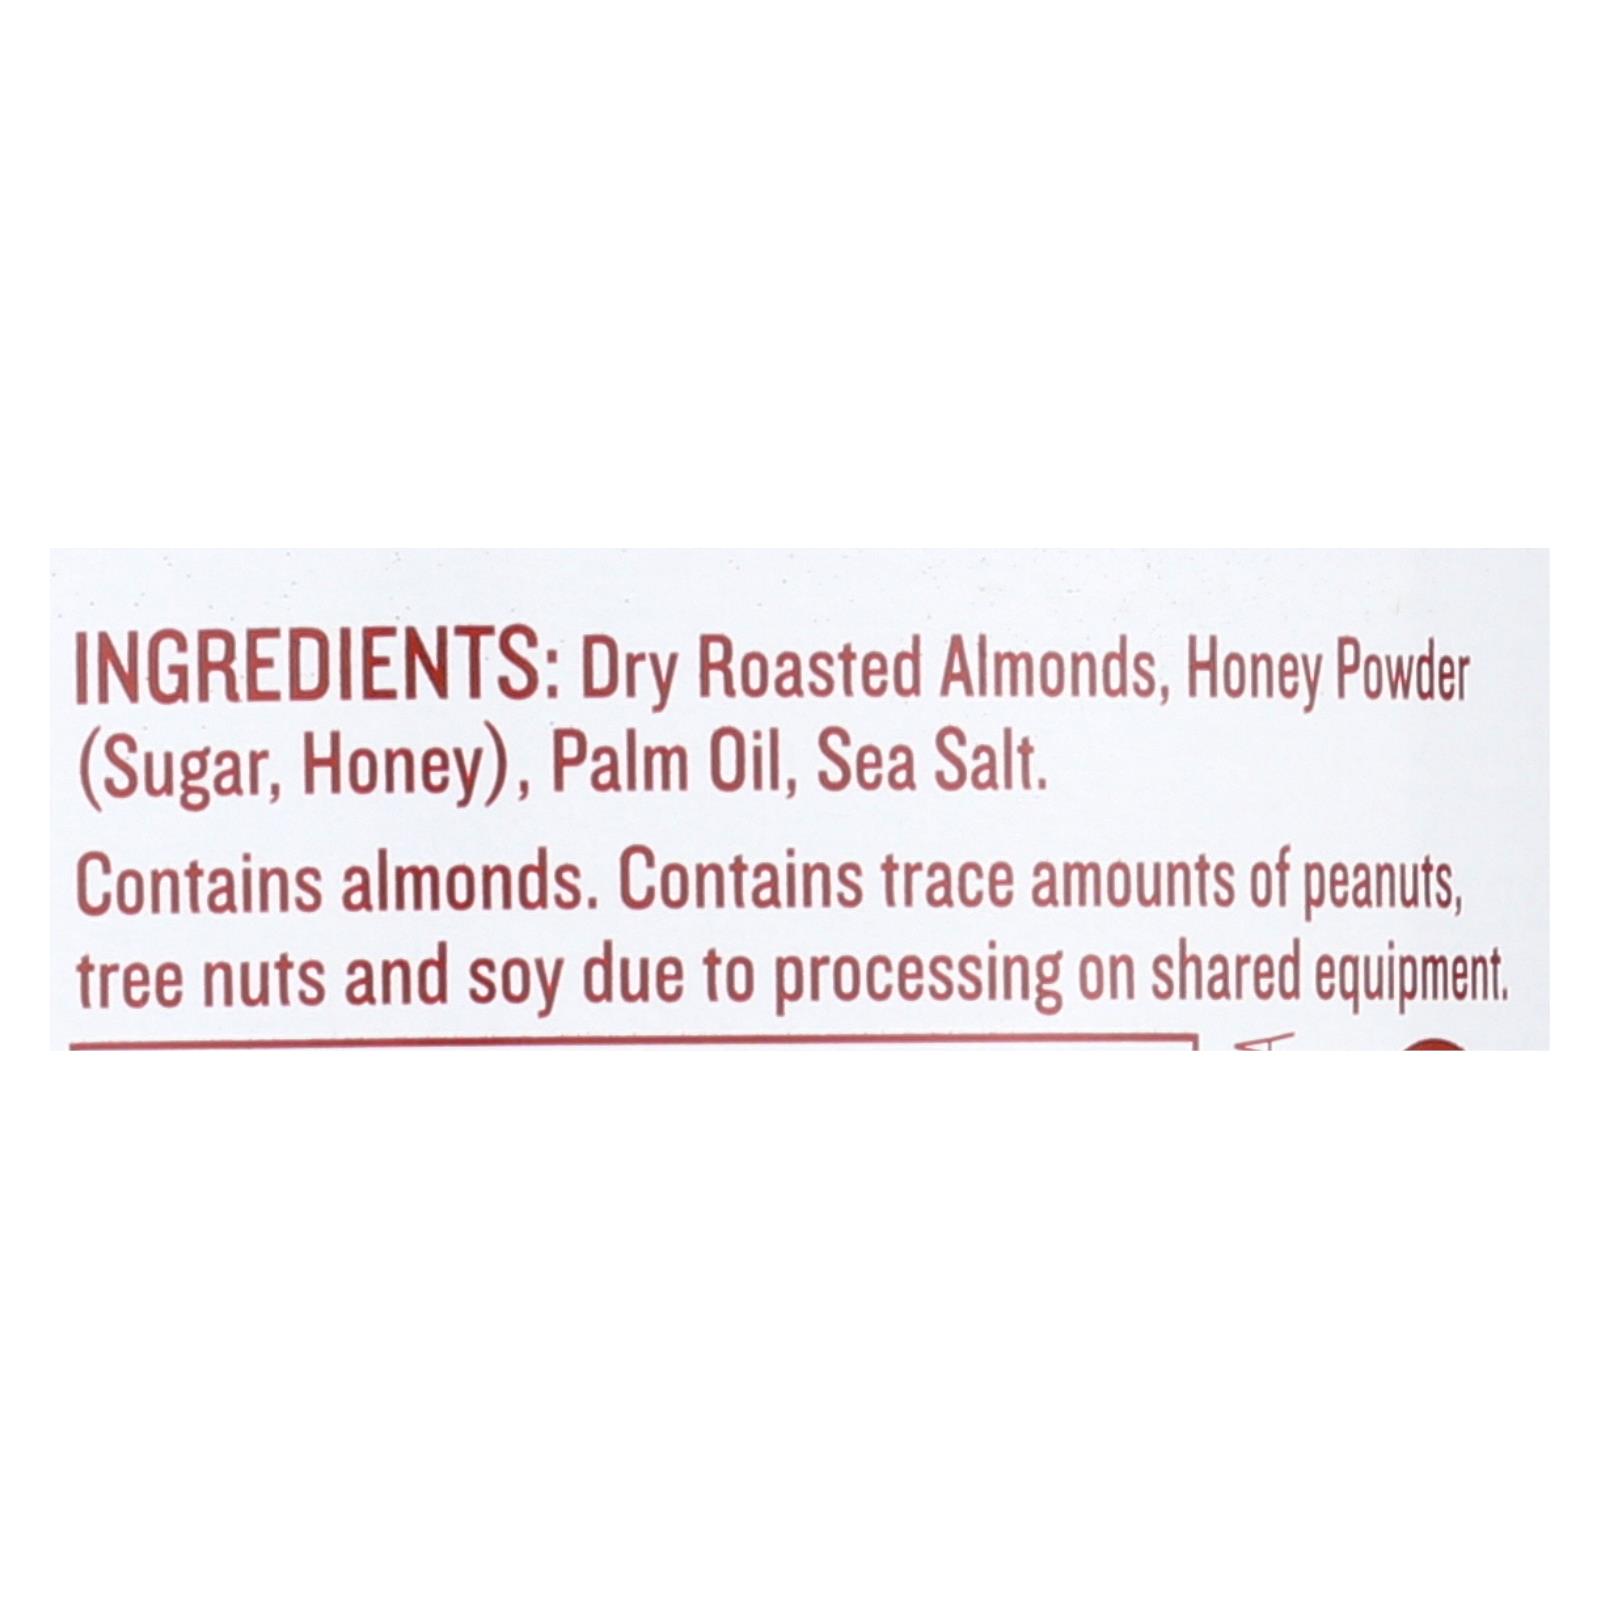 INGREDIENTS: Dry Roasted Almonds, Honey Powder
(Sugar, Honey), Palm Oil, Sea Salt.
Contains almonds. Contains trace amounts of peanuts,
tree nuts and soy due to processing on shared equipment.